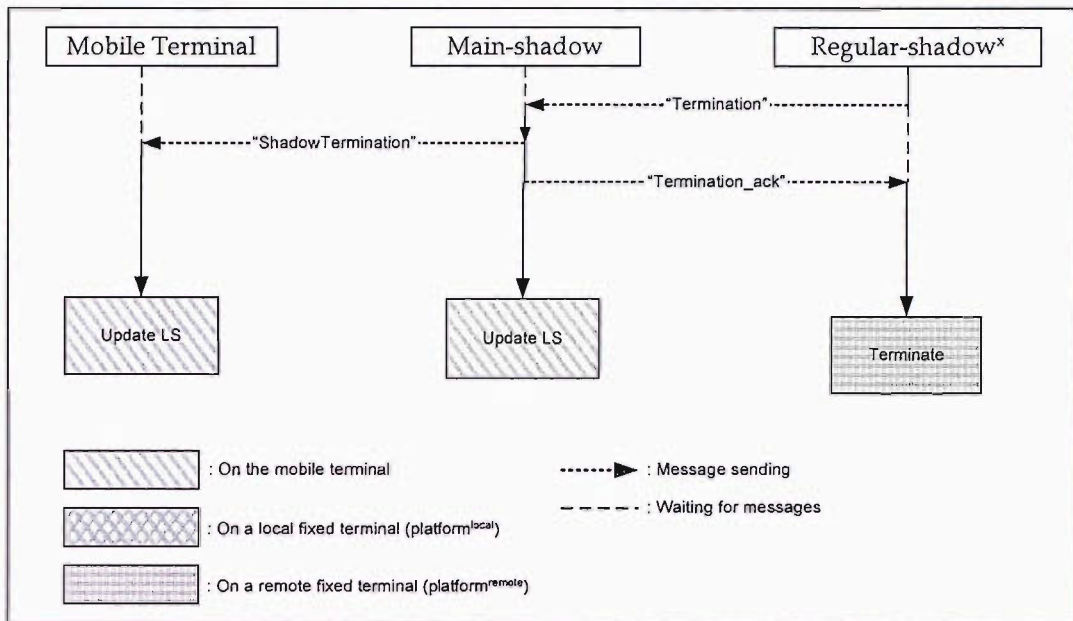 Mobile Terminal
Main-shadow
Regular-shadowˣ
"Termination"
"ShadowTermination"
"Termination_ack"
Update LS
Update LS
Terminate
: On the mobile terminal
: Message sending
: Waiting for messages
: On a local fixed terminal (platformˡᵒᶜᵃˡ)
: On a remote fixed terminal (platformʳᵉᵐᵒᵗᵉ)